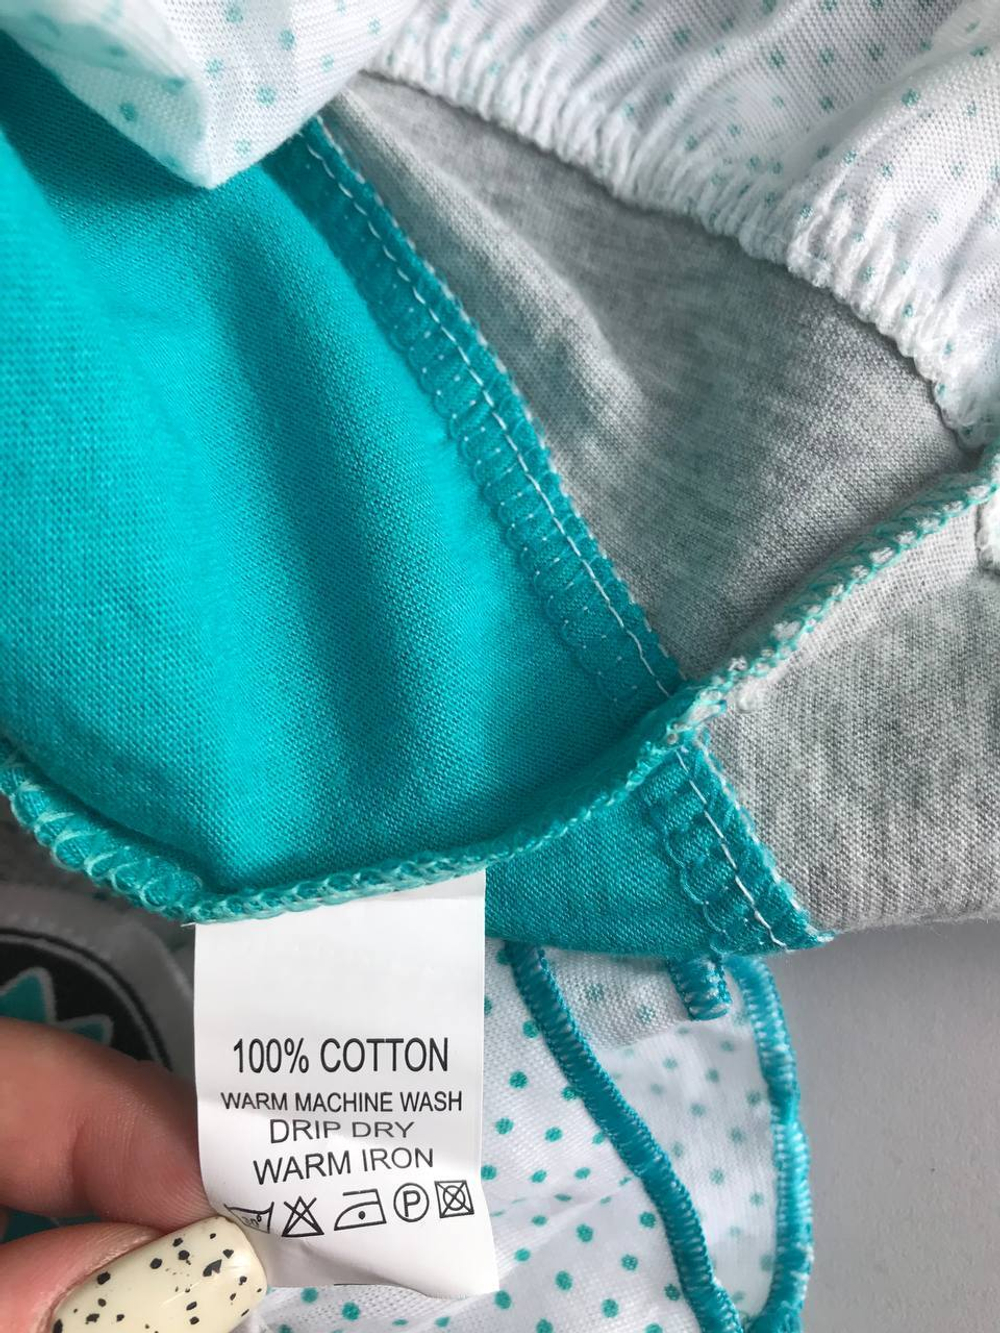 100% COTTON
WARM MACHINE WASH
DRIP DRY
WARM IRON
P